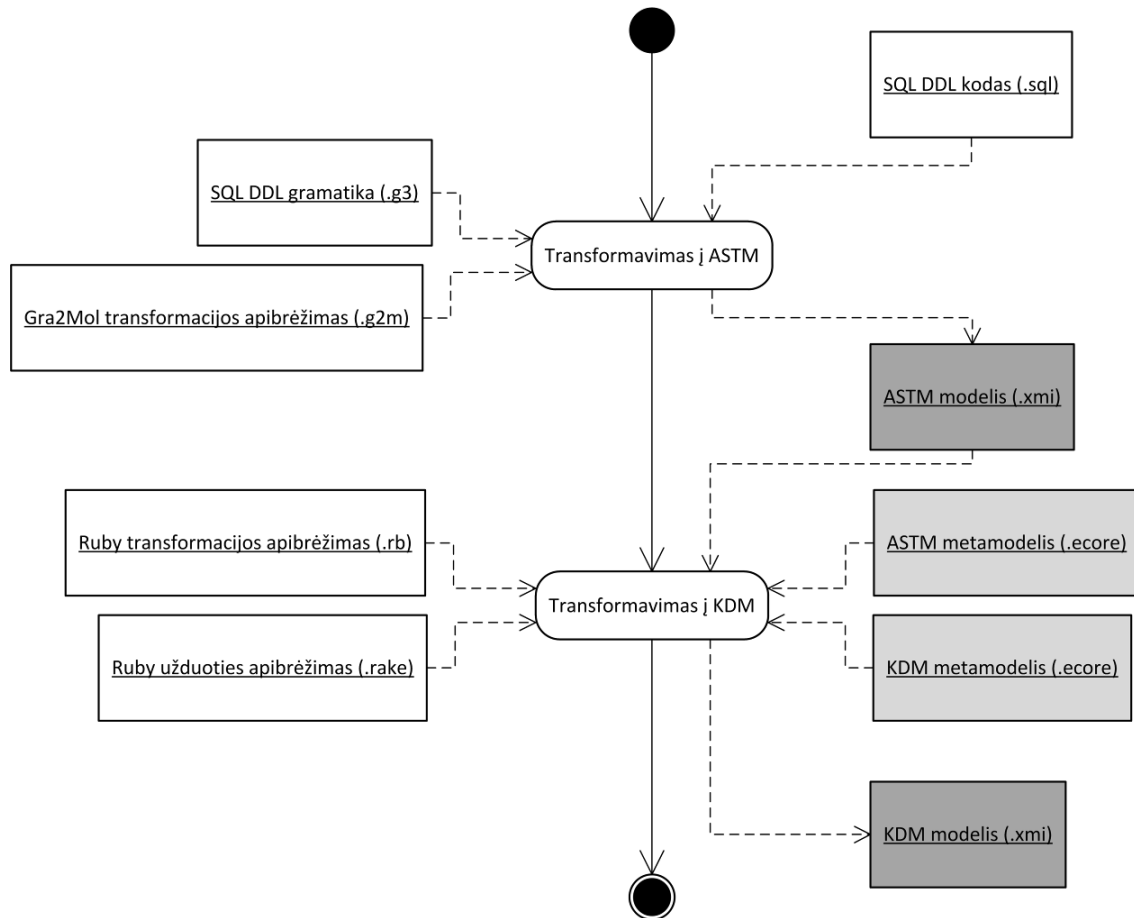 SQL DDL kodas (.sql)
SQL DDL gramatika (.g3)
Transformavimas į ASTM
Gra2Mol transformacijos apibrėžimas (.g2m)
ASTM modelis (.xmi)
Ruby transformacijos apibrėžimas (.rb)
ASTM metamodelis (.ecore)
Transformavimas į KDM
Ruby užduoties apibrėžimas (.rake)
KDM metamodelis (.ecore)
KDM modelis (.xmi)